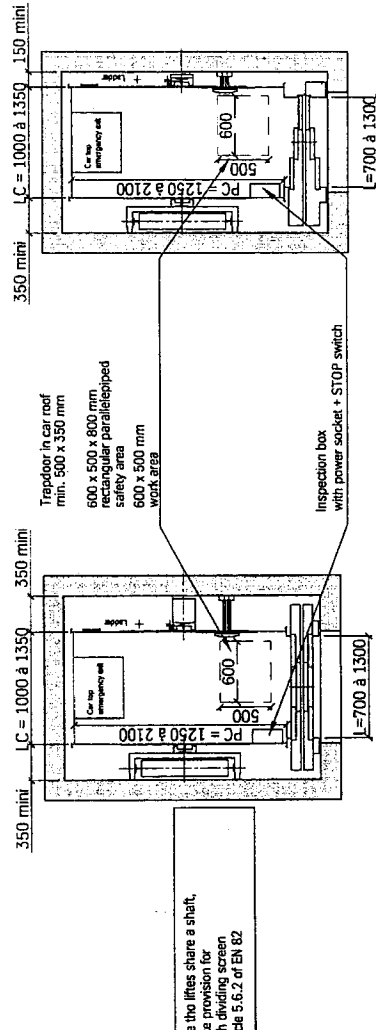 350 mini
LC = 1000 à 1350
350 mini
Car top
emergency exit
Ladder
PC = 1250 à 2100
600
500
L=700 à 1300
a tho liftes share a shaft,
e provision for
h dividing screen
cle 5.6.2 of EN 82
Trapdoor in car roof
min. 500 x 350 mm
600 x 500 x 800 mm
rectangular parallelepiped
safety area
600 x 500 mm
work area
Inspection box
with power socket + STOP switch
350 mini
LC = 1000 à 1350
150 mini
Car top
emergency exit
Ladder
PC = 1250 à 2100
600
500
L=700 à 1300